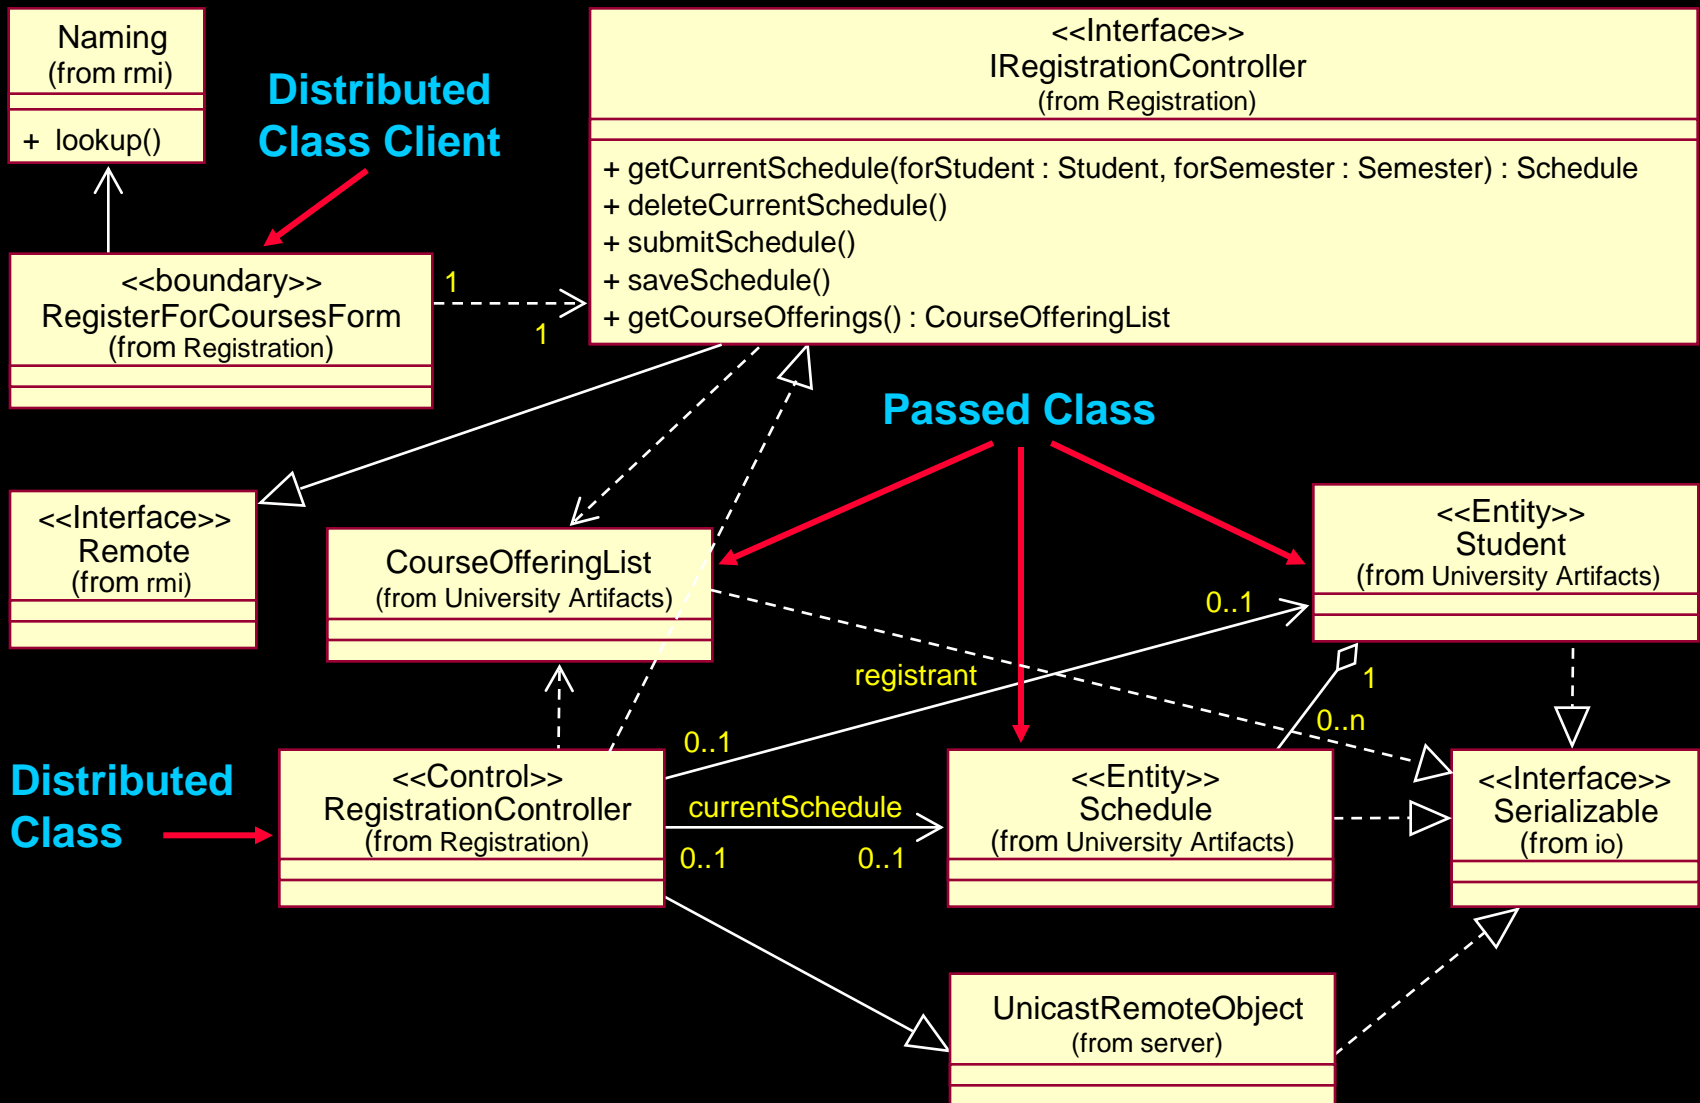 Naming
(from rmi)
+ lookup()
Distributed
Class Client
<<Interface>>
IRegistrationController
(from Registration)
+ getCurrentSchedule(forStudent : Student, forSemester : Semester) : Schedule
+ deleteCurrentSchedule()
+ submitSchedule()
+ saveSchedule()
+ getCourseOfferings() : CourseOfferingList
<<boundary>>
RegisterForCoursesForm
(from Registration)
1
1
Passed Class
<<Interface>>
Remote
(from rmi)
CourseOfferingList
(from University Artifacts)
<<Entity>>
Student
(from University Artifacts)
0..1
registrant
1
0..n
0..1
Distributed
Class
<<Control>>
RegistrationController
(from Registration)
currentSchedule
0..1
0..1
<<Entity>>
Schedule
(from University Artifacts)
<<Interface>>
Serializable
(from io)
UnicastRemoteObject
(from server)